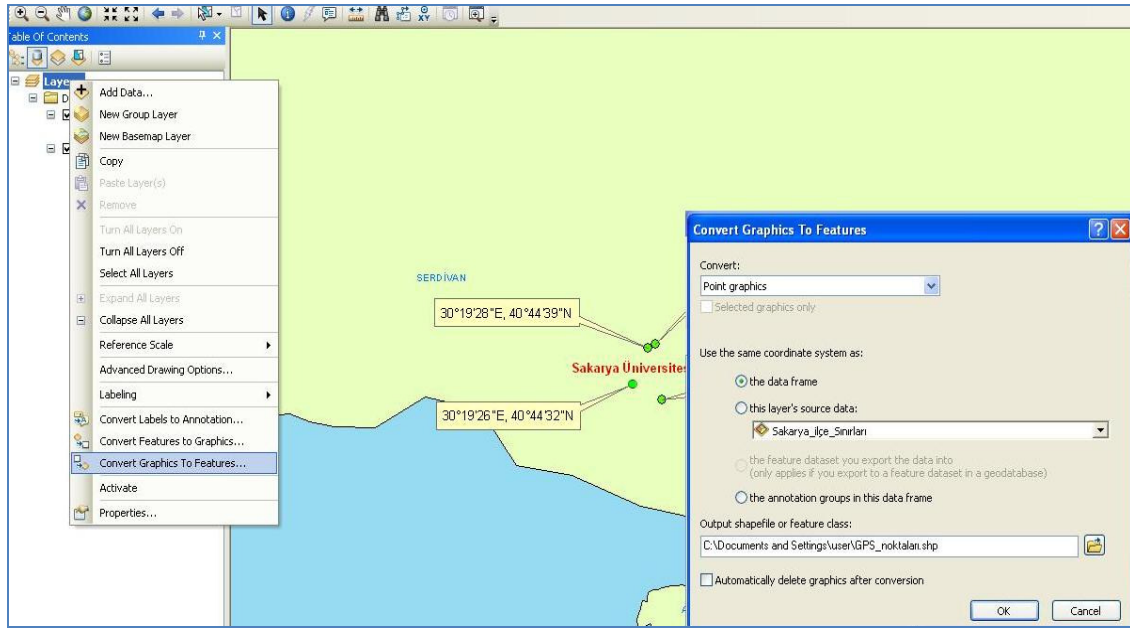 Table Of Contents
Laye
D
Add Data...
New Group Layer
New Basemap Layer
Copy
Paste Layer(s)
Remove
Turn All Layers On
Turn All Layers Off
Select All Layers
Expand All Layers
Collapse All Layers
Reference Scale
Advanced Drawing Options...
Labeling
Convert Labels to Annotation...
Convert Features to Graphics...
Convert Graphics To Features...
Activate
Properties...
SERDİVAN
30°19'28"E, 40°44'39"N
Sakarya Üniversites
30°19'26"E, 40°44'32"N
Convert Graphics To Features
Convert:
Point graphics
Selected graphics only
Use the same coordinate system as:
the data frame
this layer's source data:
Sakarya_ilçe_Sınırları
the feature dataset you export the data into
(only applies if you export to a feature dataset in a geodatabase)
the annotation groups in this data frame
Output shapefile or feature class:
C:\Documents and Settings\user\GPS_noktaları.shp
Automatically delete graphics after conversion
OK
Cancel